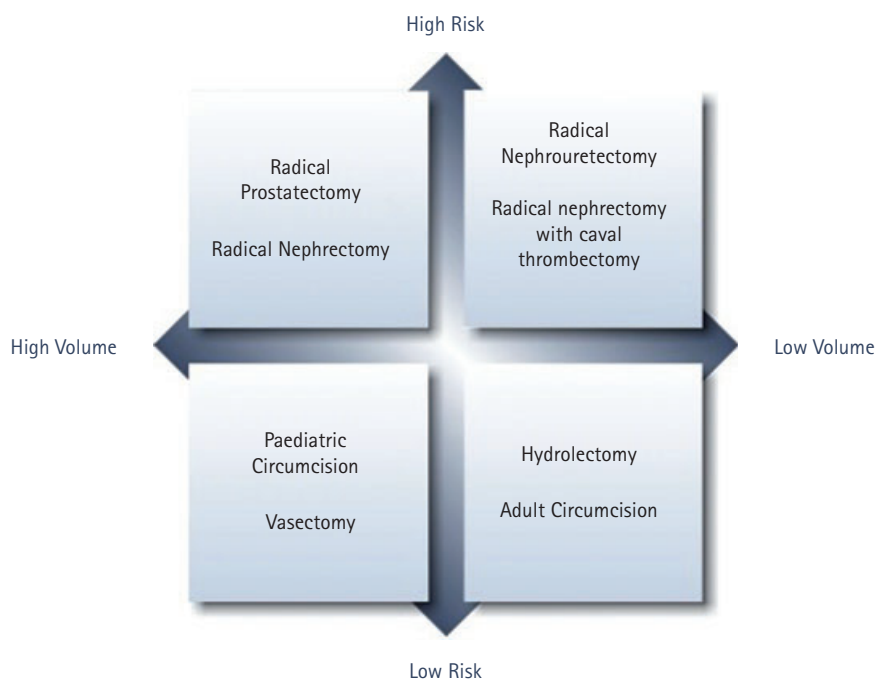 High Risk
Radical
Prostatectomy
Radical Nephrectomy
Radical
Nephrouretectomy
Radical nephrectomy
with caval
thrombectomy
High Volume
Low Volume
Paediatric
Circumcision
Vasectomy
Hydrolectomy
Adult Circumcision
Low Risk